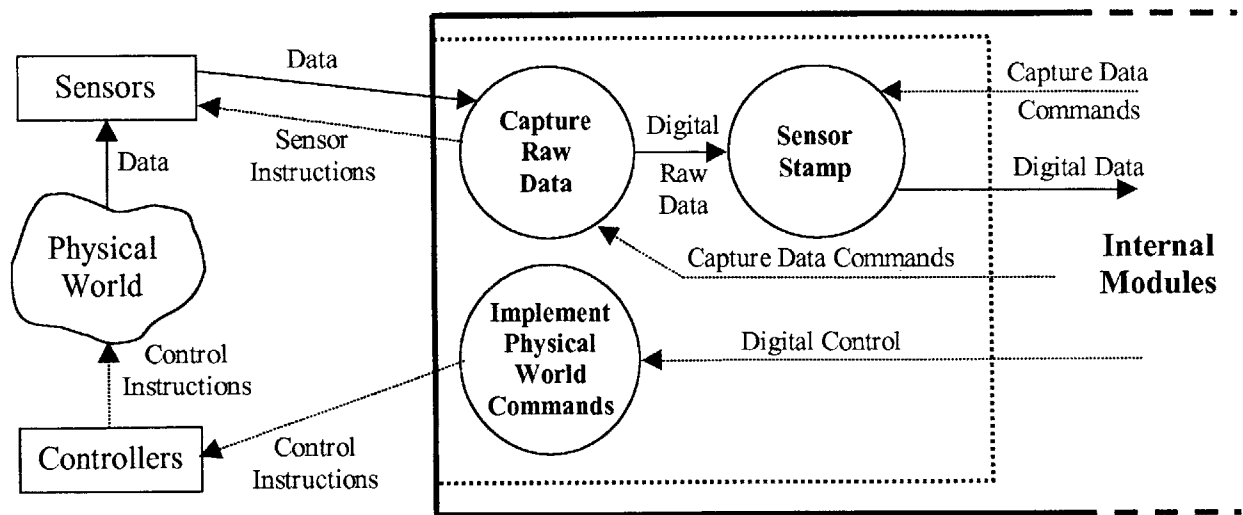 Sensors
Data
Sensor
Instructions
Data
Physical
World
Control
Instructions
Controllers
Control
Instructions
Capture
Raw
Data
Digital
Raw
Data
Sensor
Stamp
Capture Data
Commands
Digital Data
Capture Data Commands
Internal
Modules
Implement
Physical
World
Commands
Digital Control